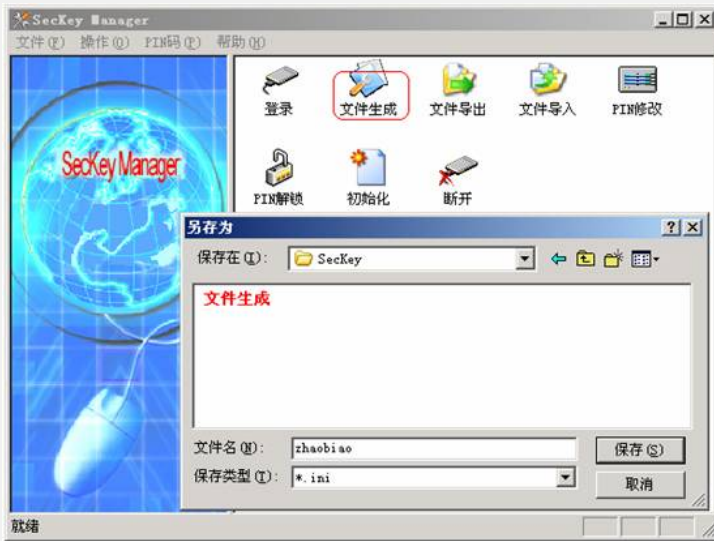 SecKey Manager
文件(F) 操作(O) PIN码(P) 帮助(H)
SecKey Manager
登录 文件生成 文件导出 文件导入 PIN修改
PIN解锁 初始化 断开
另存为
保存在(I): SecKey
文件生成
文件名(N): zhaobiao 保存(S)
保存类型(T): *.ini 取消
就绪